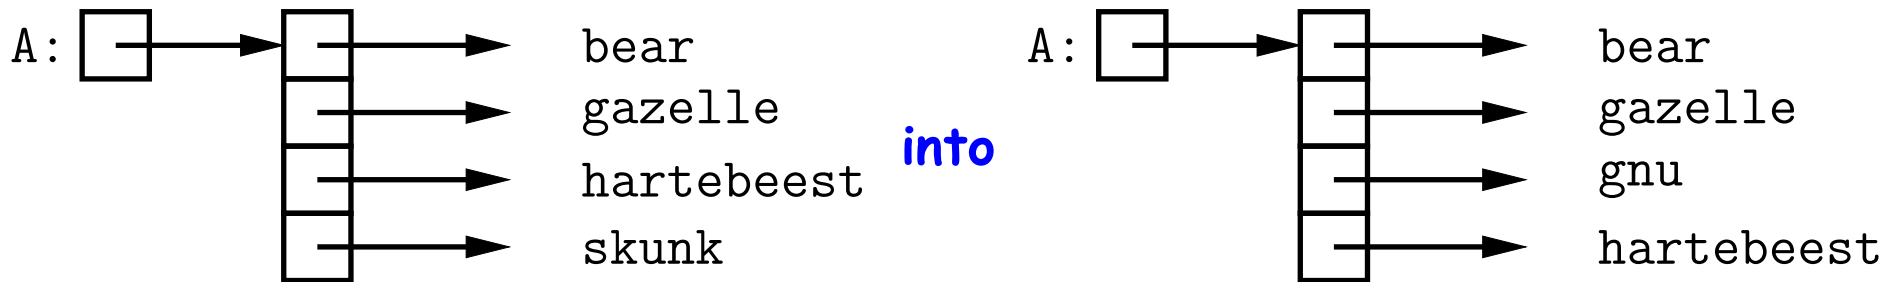 A: bear
gazelle
hartebeest
skunk
into
A: bear
gazelle
gnu
hartebeest